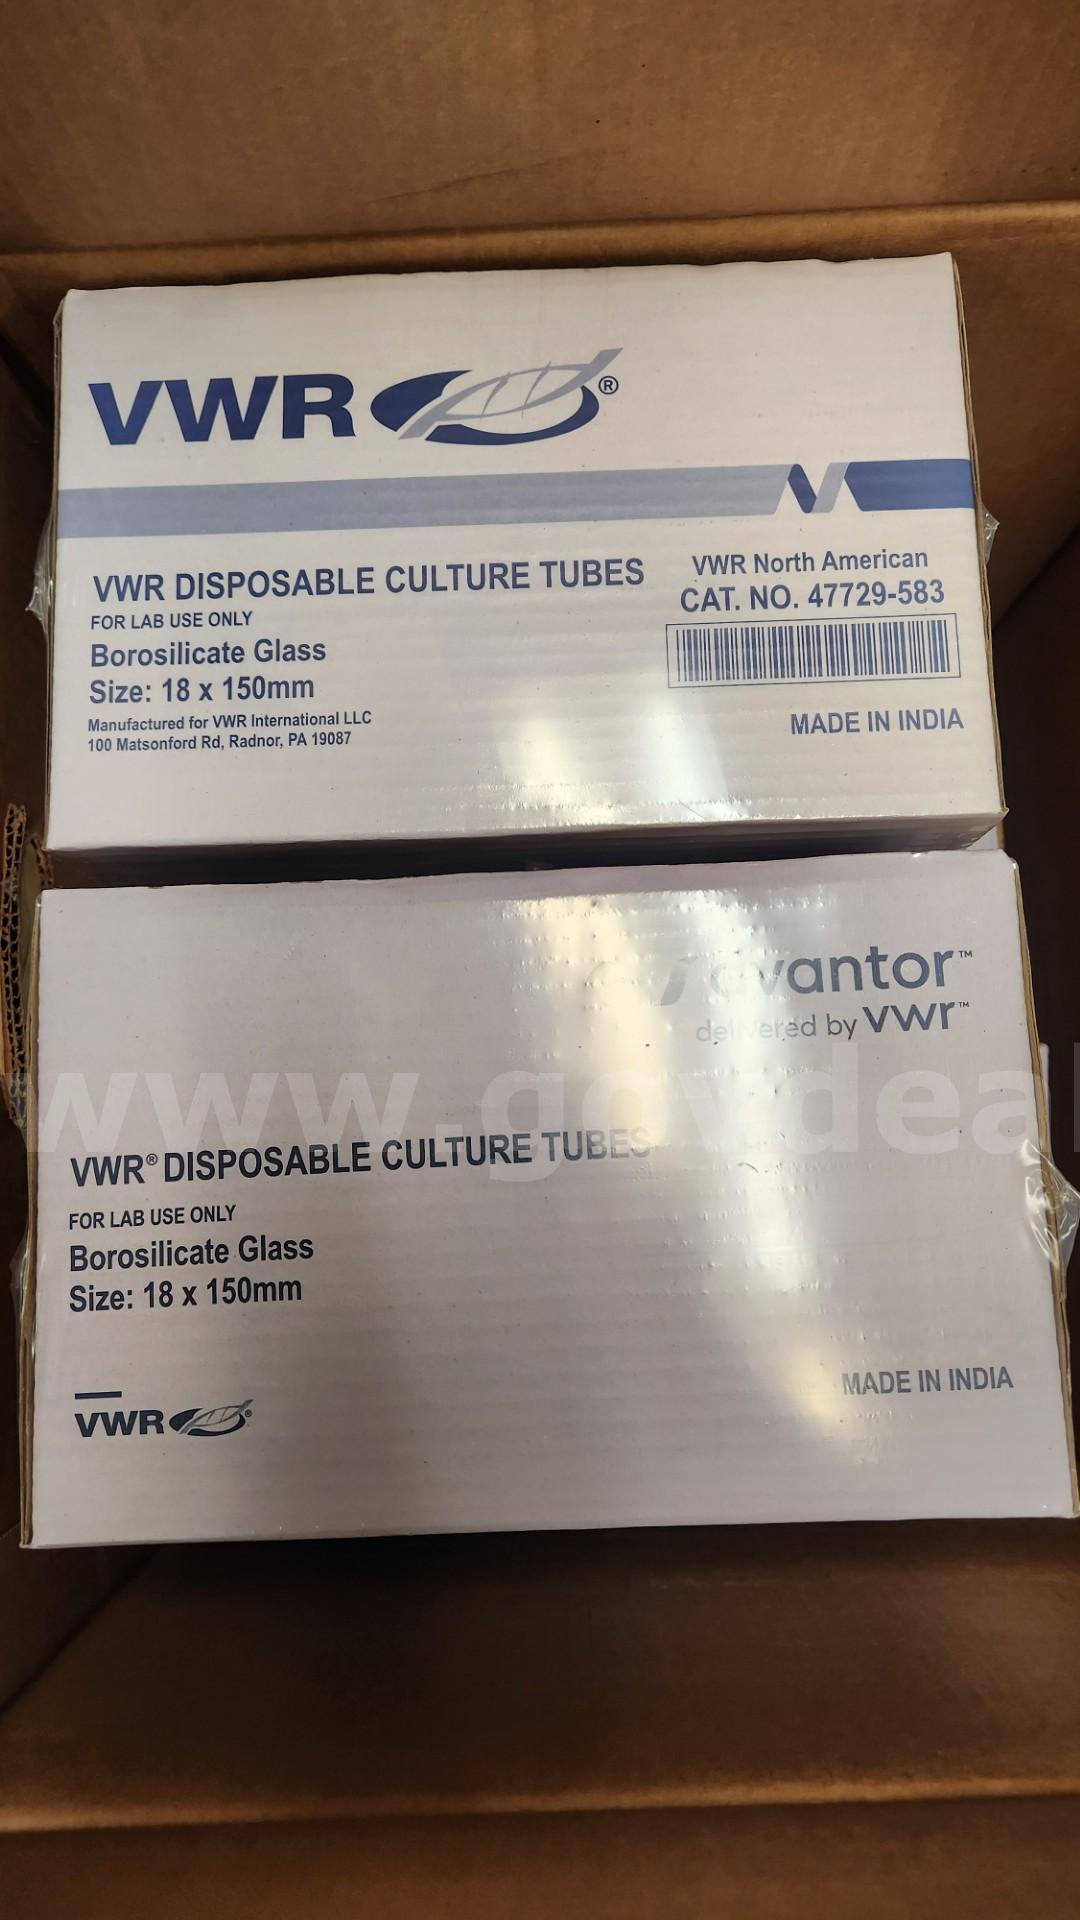 VWR®
VWR DISPOSABLE CULTURE TUBES
FOR LAB USE ONLY
Borosilicate Glass
Size: 18 x 150mm
Manufactured for VWR International LLC
100 Matsonford Rd, Radnor, PA 19087
VWR North American
CAT. NO. 47729-583
MADE IN INDIA
avantor™
delivered by vwr™
www.govdeal
VWR® DISPOSABLE CULTURE TUBES
FOR LAB USE ONLY
Borosilicate Glass
Size: 18 x 150mm
MADE IN INDIA
VWR®